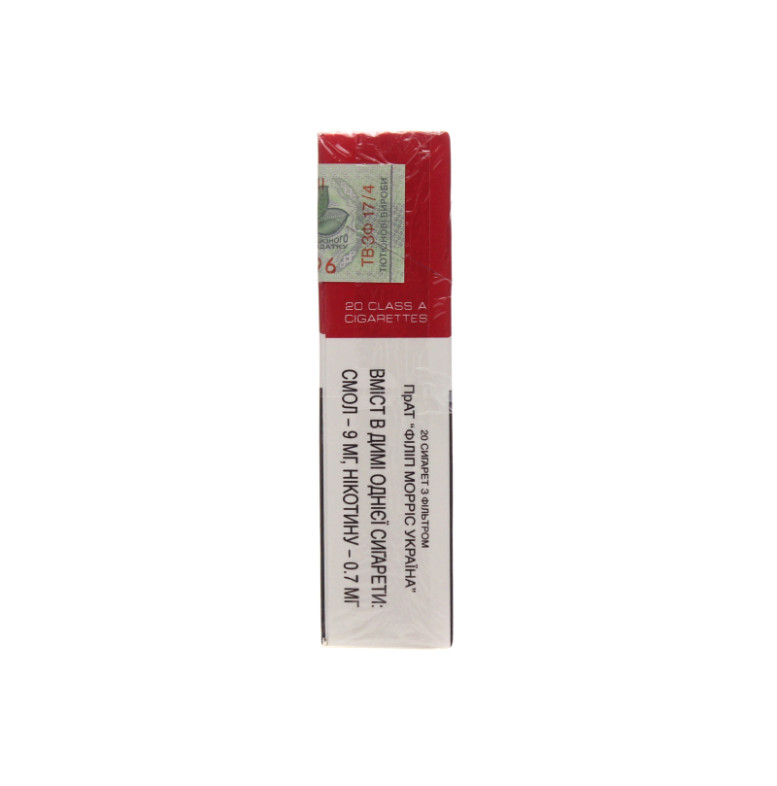 ТВЗФ 17/4
ТЮТЮНОВІ ВИРОБИ
96
20 CLASS A
CIGARETTES
20 СИГАРЕТ З ФІЛЬТРОМ
ПрАТ “ФІЛІП МОРРІС УКРАЇНА”
ВМІСТ В ДИМІ ОДНІЄЇ СИГАРЕТИ:
СМОЛ – 9 МГ, НІКОТИНУ – 0.7 МГ